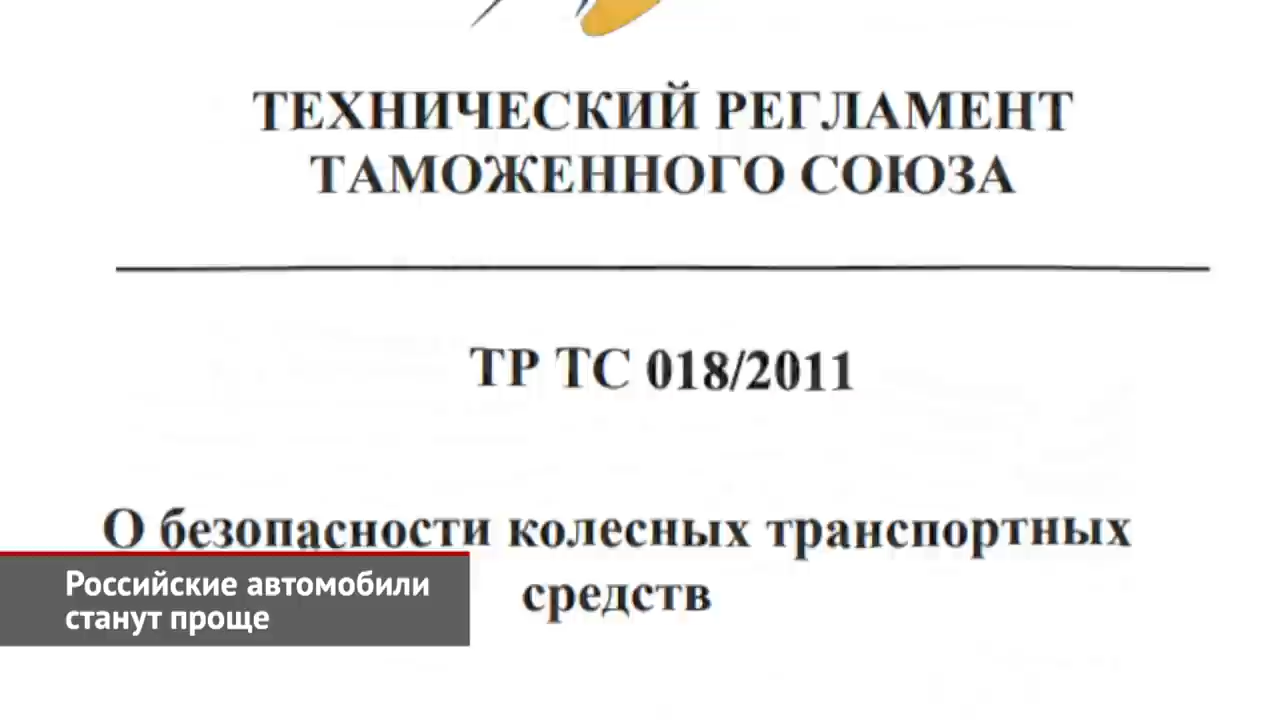 ТЕХНИЧЕСКИЙ РЕГЛАМЕНТ
ТАМОЖЕННОГО СОЮЗА
ТР ТС 018/2011
О безопасности колесных транспортных
средств
Российские автомобили
станут проще